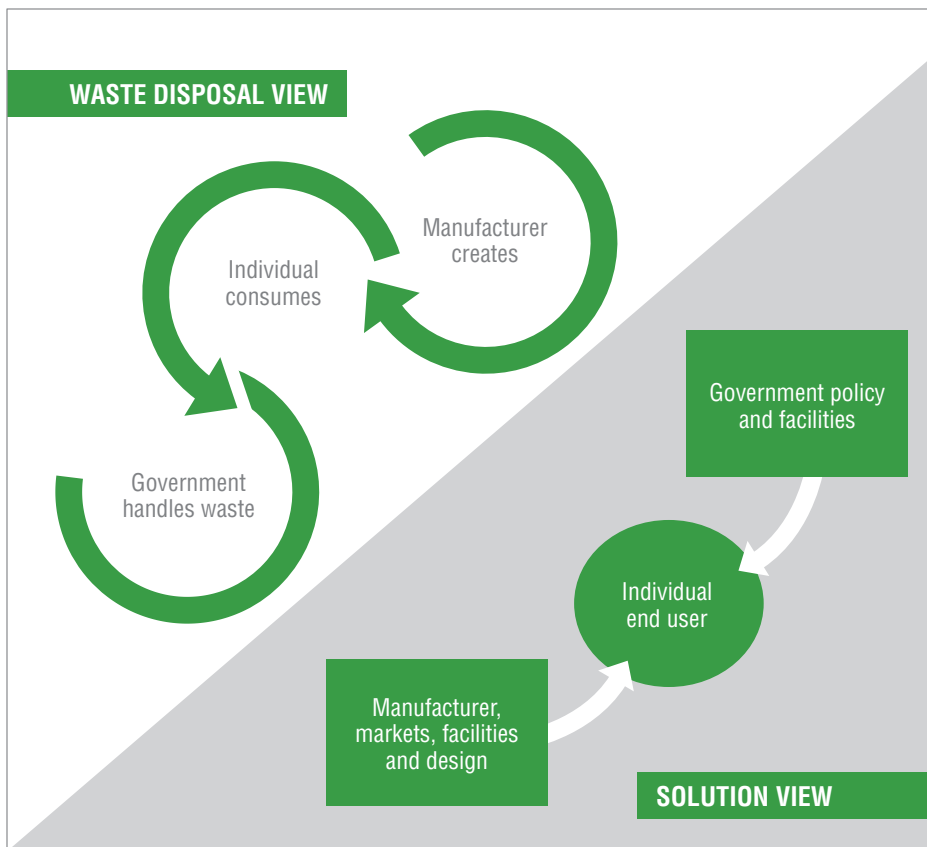 WASTE DISPOSAL VIEW
Manufacturer
creates
Individual
consumes
Government
handles waste
Government policy
and facilities
Individual
end user
Manufacturer,
markets, facilities
and design
SOLUTION VIEW